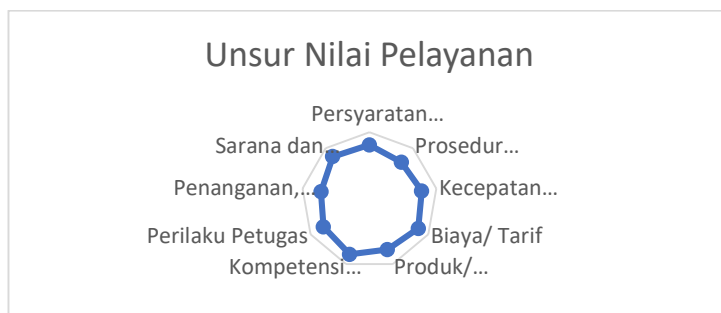 Unsur Nilai Pelayanan
Persyaratan...
Prosedur...
Kecepatan...
Biaya/ Tarif
Produk/...
Kompetensi...
Perilaku Petugas
Penanganan,...
Sarana dan...